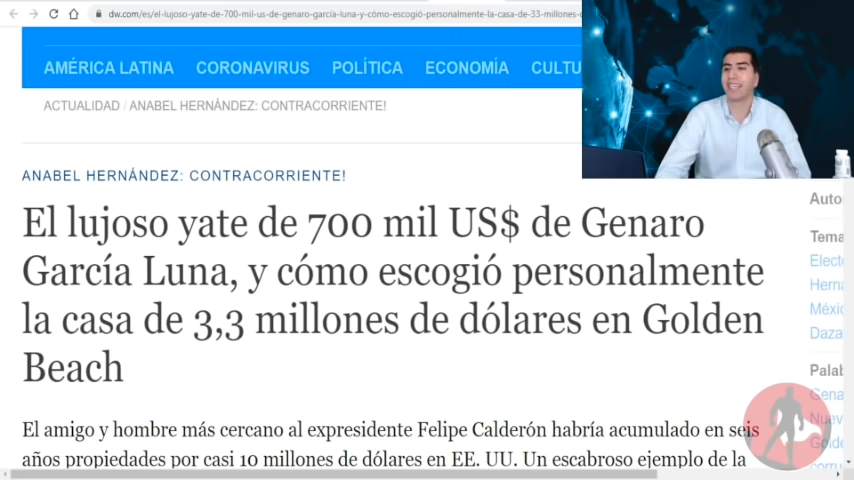 dw.com/es/el-lujoso-yate-de-700-mil-us-de-genaro-garcía-luna-y-cómo-escogió-personalmente-la-casa-de-33-millones-
AMÉRICA LATINA CORONAVIRUS POLÍTICA ECONOMÍA CULTU
ACTUALIDAD / ANABEL HERNÁNDEZ: CONTRACORRIENTE!
ANABEL HERNÁNDEZ: CONTRACORRIENTE!
El lujoso yate de 700 mil US$ de Genaro
García Luna, y cómo escogió personalmente
la casa de 3,3 millones de dólares en Golden
Beach
El amigo y hombre más cercano al expresidente Felipe Calderón habría acumulado en seis
años propiedades por casi 10 millones de dólares en EE. UU. Un escabroso ejemplo de la
Auto
Tema
Elect
Herna
Méxic
Daza
Palab
Gena
Nuev
Golde
corru